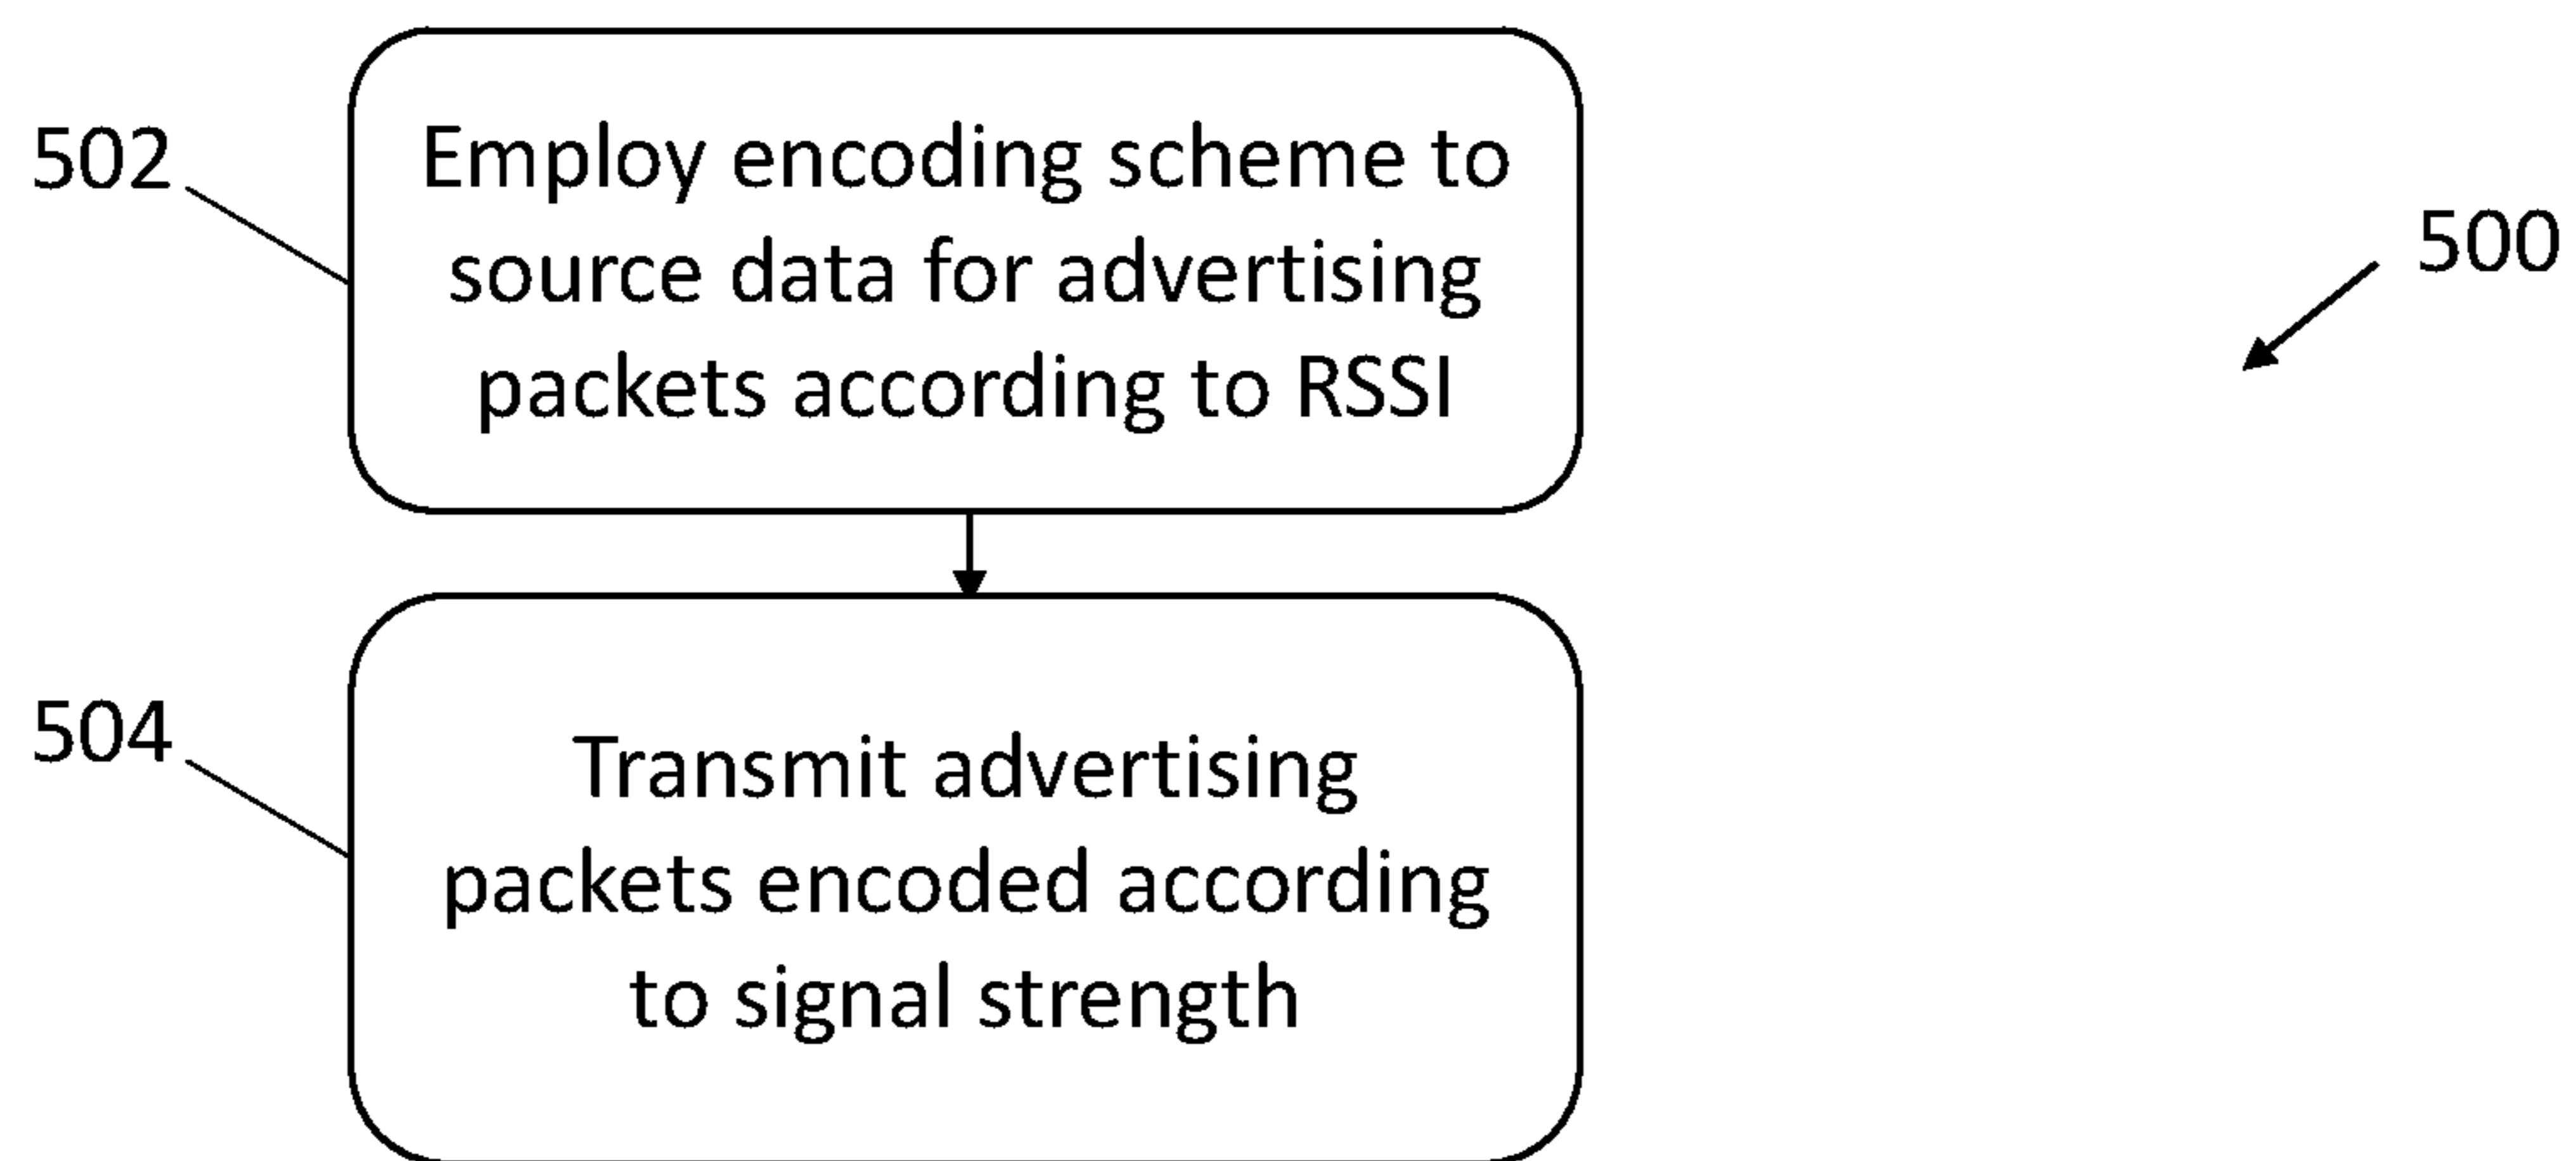 502
Employ encoding scheme to
source data for advertising
packets according to RSSI
500
504
Transmit advertising
packets encoded according
to signal strength